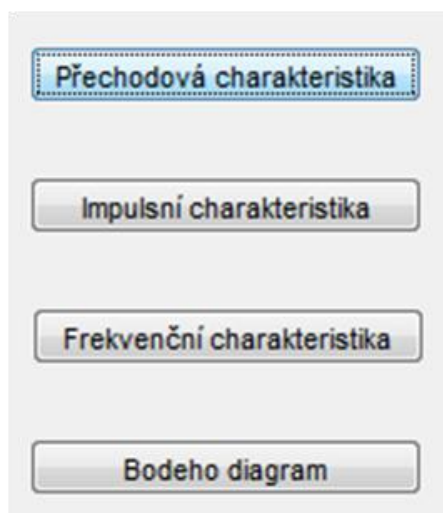 Přechodová charakteristika
Impulsní charakteristika
Frekvenční charakteristika
Bodeho diagram